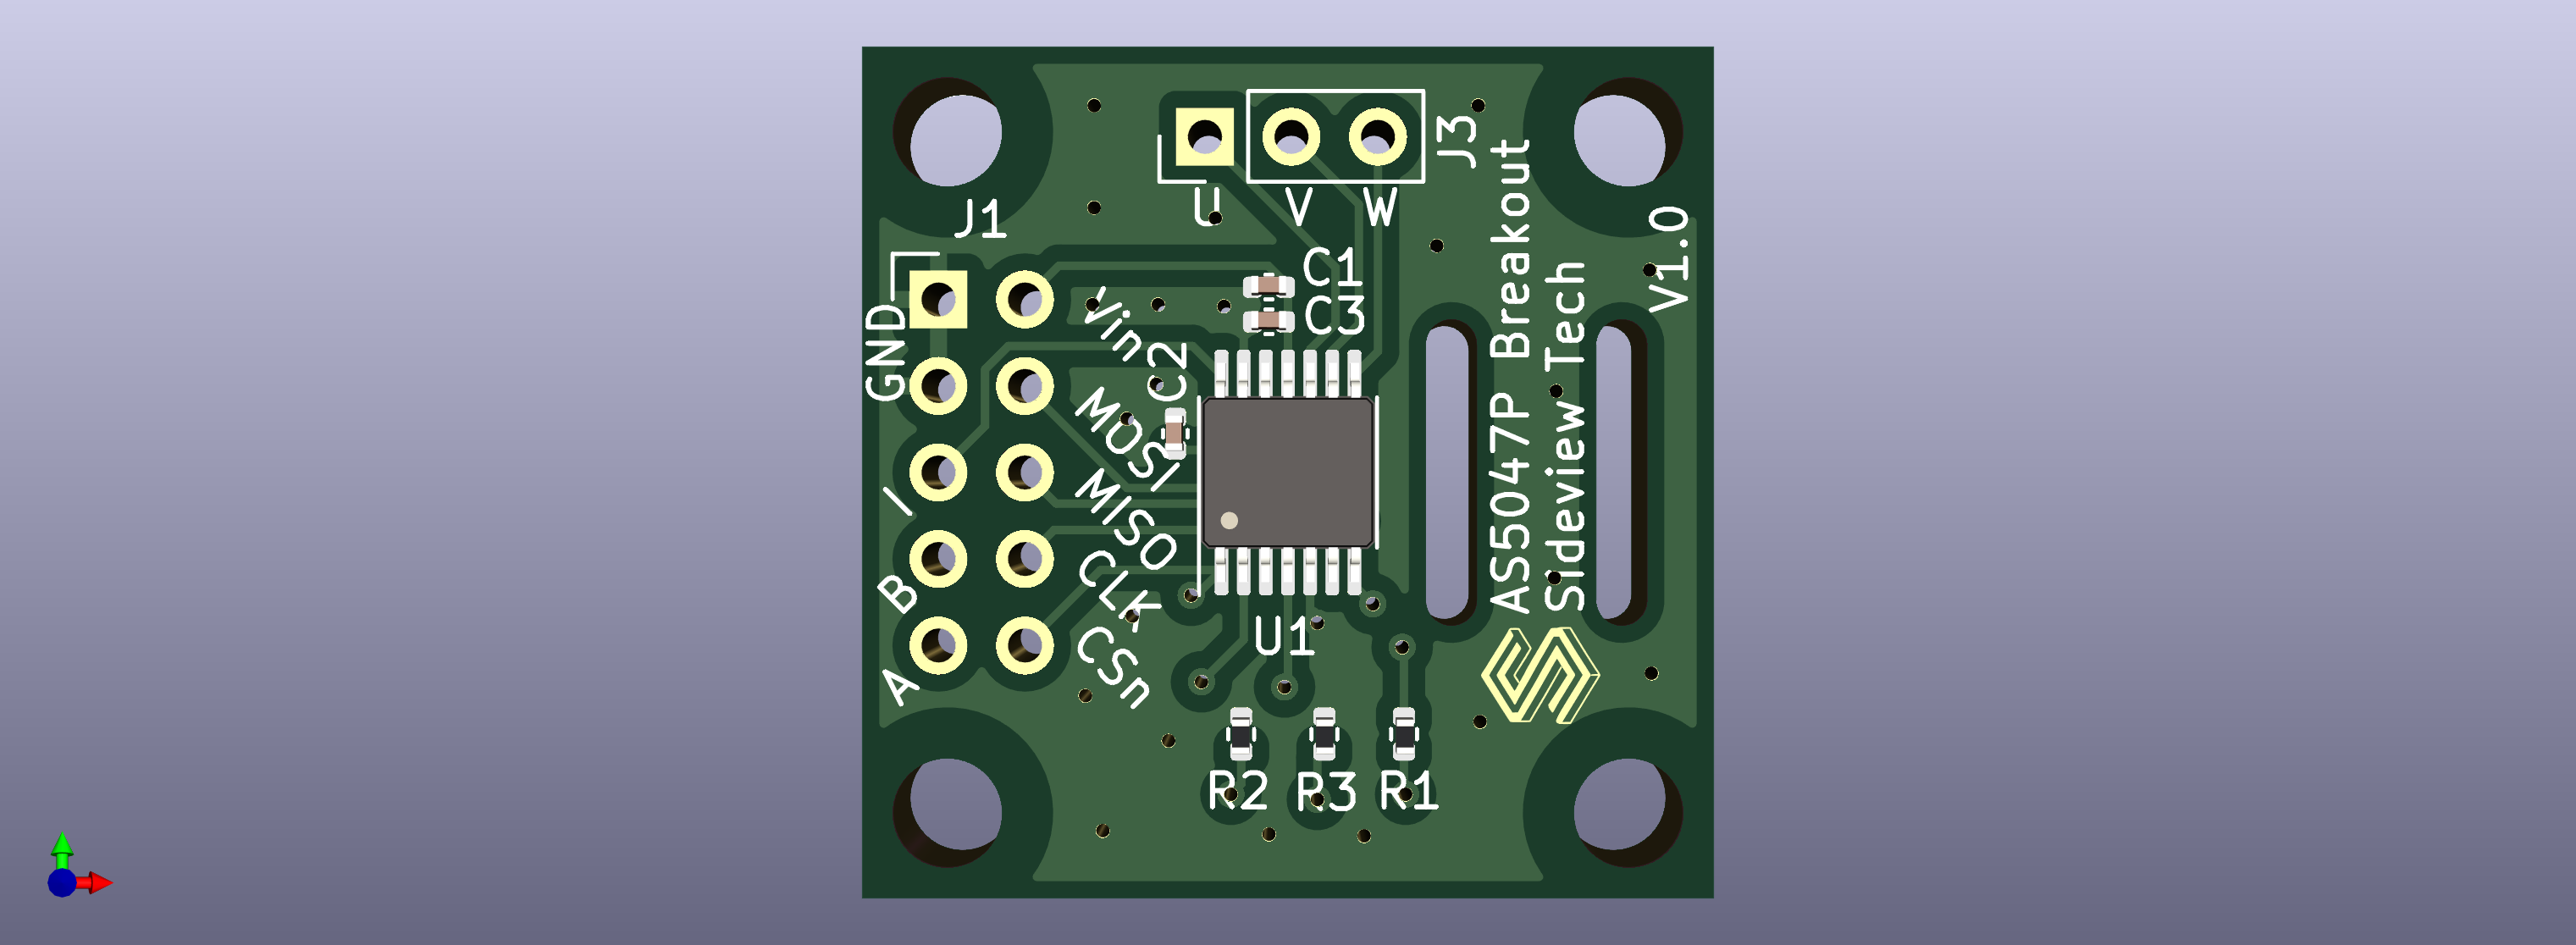 J3
U V W
J1
C1
C3
V1.0
GND
Vin
C2
MOSI
MISO
I
B
CLK
A
CSn
U1
AS5047P Breakout
Sideview Tech
R2 R3 R1